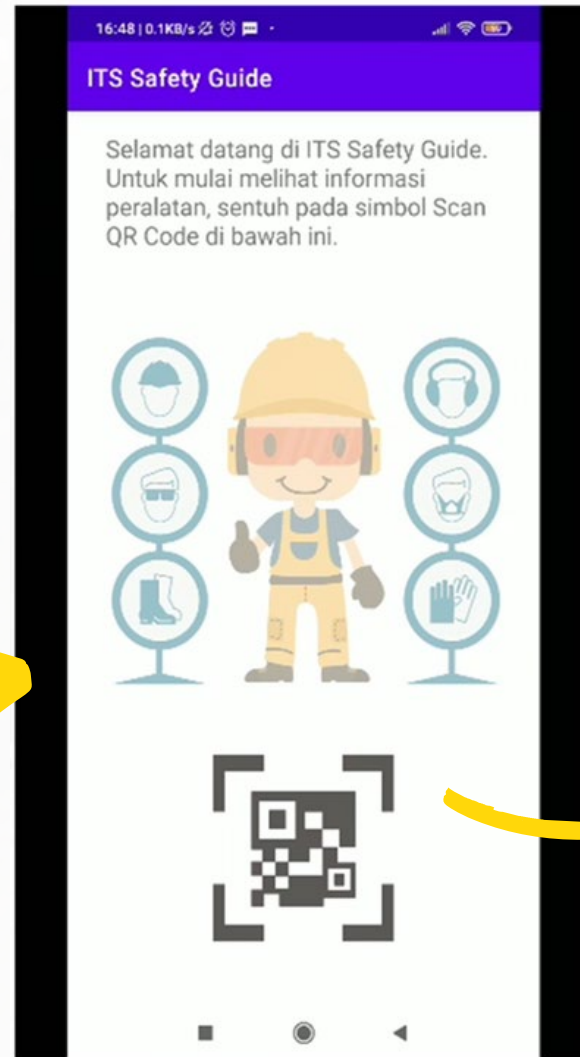 16:48 | 0.1KB/s
ITS Safety Guide
Selamat datang di ITS Safety Guide.
Untuk mulai melihat informasi
peralatan, sentuh pada simbol Scan
QR Code di bawah ini.